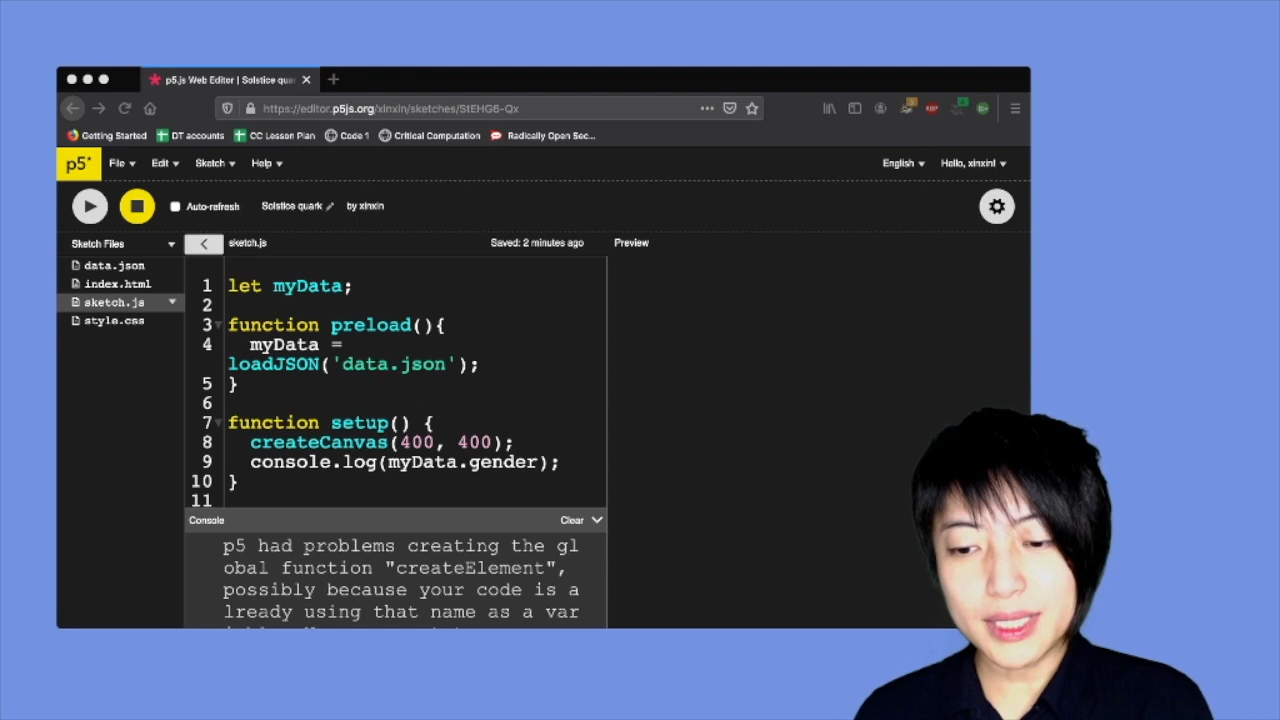 p5.js Web Editor | Solstice qua
https://editor.p5js.org/xinxin/sketches/StEHG6-Qx
Getting Started DT accounts CC Lesson Plan Code 1 Critical Computation Radically Open Sec...
p5* File Edit Sketch Help English Hello, xinxin!
Auto-refresh Solstice quark by xinxin
Sketch Files sketch.js Saved: 2 minutes ago Preview
data.json
index.html
sketch.js
style.css
1 let myData;
2
3 function preload(){
4 myData =
loadJSON('data.json');
5 }
6
7 function setup() {
8 createCanvas(400, 400);
9 console.log(myData.gender);
10 }
11
Console Clear
p5 had problems creating the gl
obal function "createElement",
possibly because your code is a
lready using that name as a var